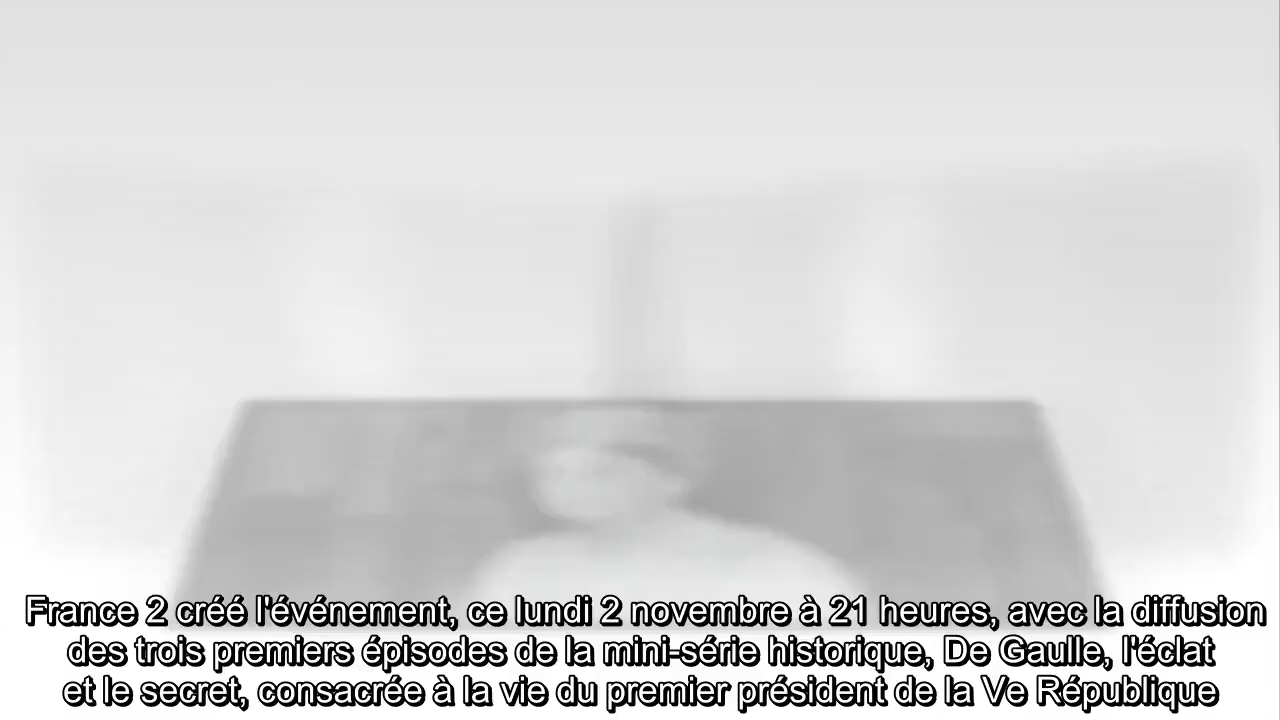 France 2 créé l'événement, ce lundi 2 novembre à 21 heures, avec la diffusion
des trois premiers épisodes de la mini-série historique, De Gaulle, l'éclat
et le secret, consacrée à la vie du premier président de la Ve République